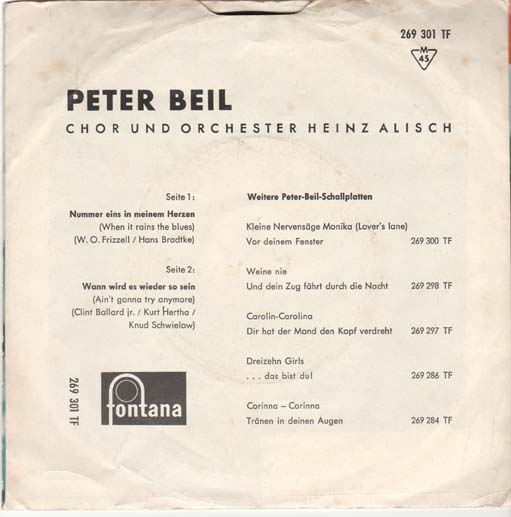 269 301 TF
M
45
PETER BEIL
CHOR UND ORCHESTER HEINZ ALISCH
Seite 1:
Nummer eins in meinem Herzen
(When it rains the blues)
(W. O. Frizzell / Hans Bradtke)
Seite 2:
Wann wird es wieder so sein
(Ain't gonna try anymore)
(Clint Ballard jr. / Kurt Hertha /
Knud Schwielow)
269 301 TF
fontana
Weitere Peter-Beil-Schallplatten
Kleine Nervensäge Monika (Lover's lane)
Vor deinem Fenster 269 300 TF
Weine nie
Und dein Zug fährt durch die Nacht 269 298 TF
Carolin-Carolina
Dir hat der Mond den Kopf verdreht 269 297 TF
Dreizehn Girls
. . . das bist du! 269 286 TF
Corinna – Corinna
Tränen in deinen Augen 269 284 TF